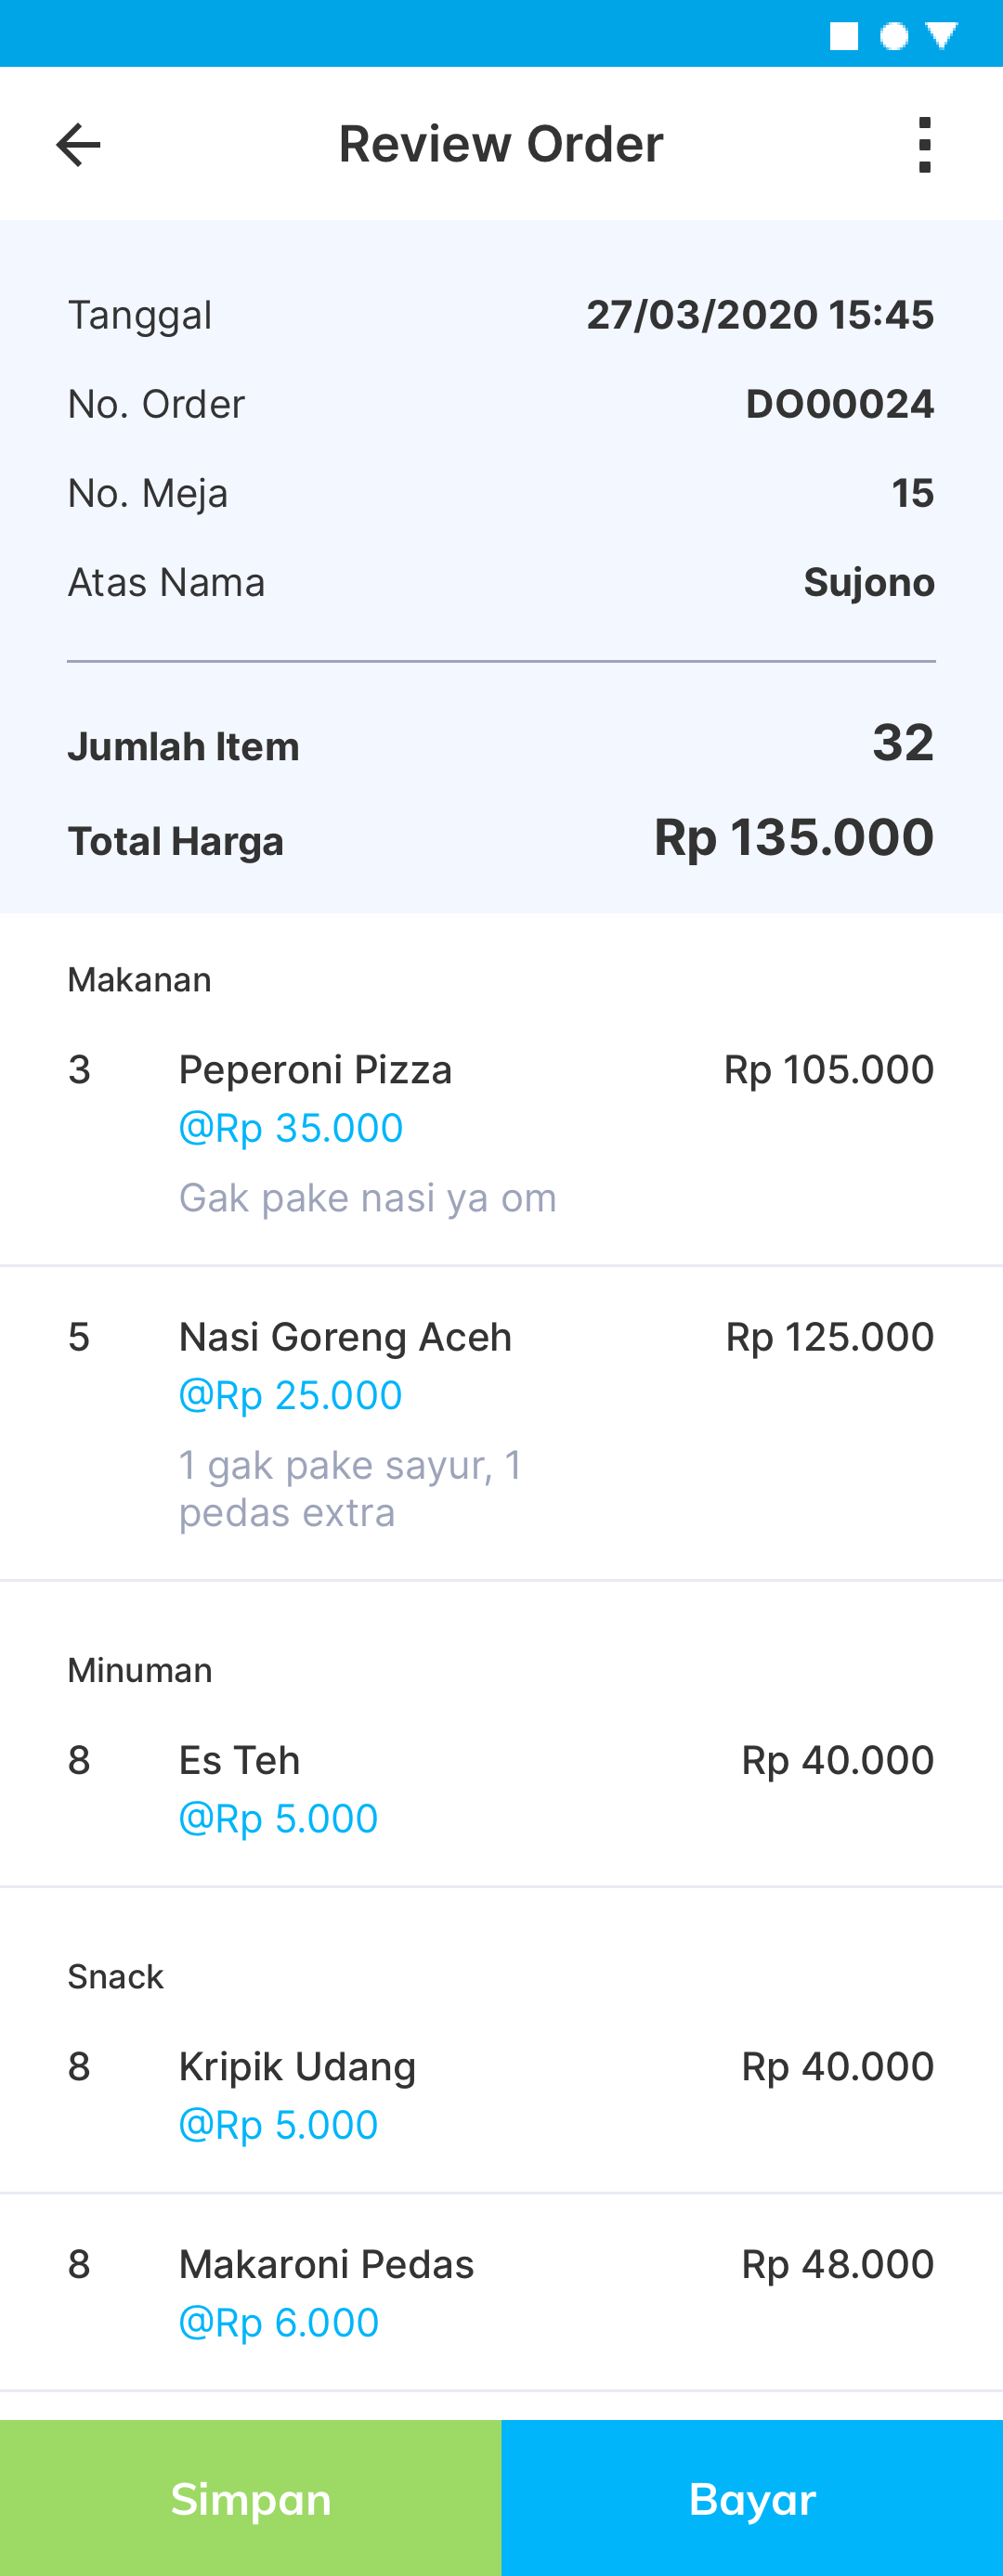 Review Order
Tanggal 27/03/2020 15:45
No. Order DO00024
No. Meja 15
Atas Nama Sujono
Jumlah Item 32
Total Harga Rp 135.000
Makanan
3 Peperoni Pizza Rp 105.000
@Rp 35.000
Gak pake nasi ya om
5 Nasi Goreng Aceh Rp 125.000
@Rp 25.000
1 gak pake sayur, 1
pedas extra
Minuman
8 Es Teh Rp 40.000
@Rp 5.000
Snack
8 Kripik Udang Rp 40.000
@Rp 5.000
8 Makaroni Pedas Rp 48.000
@Rp 6.000
Simpan Bayar